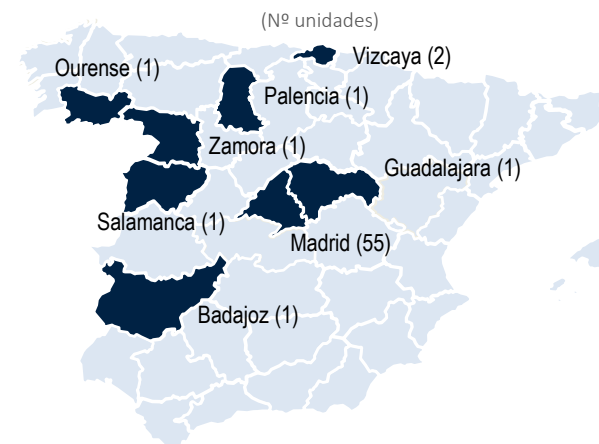 (Nº unidades)
Vizcaya (2)
Ourense (1)
Palencia (1)
Zamora (1)
Guadalajara (1)
Salamanca (1)
Madrid (55)
Badajoz (1)